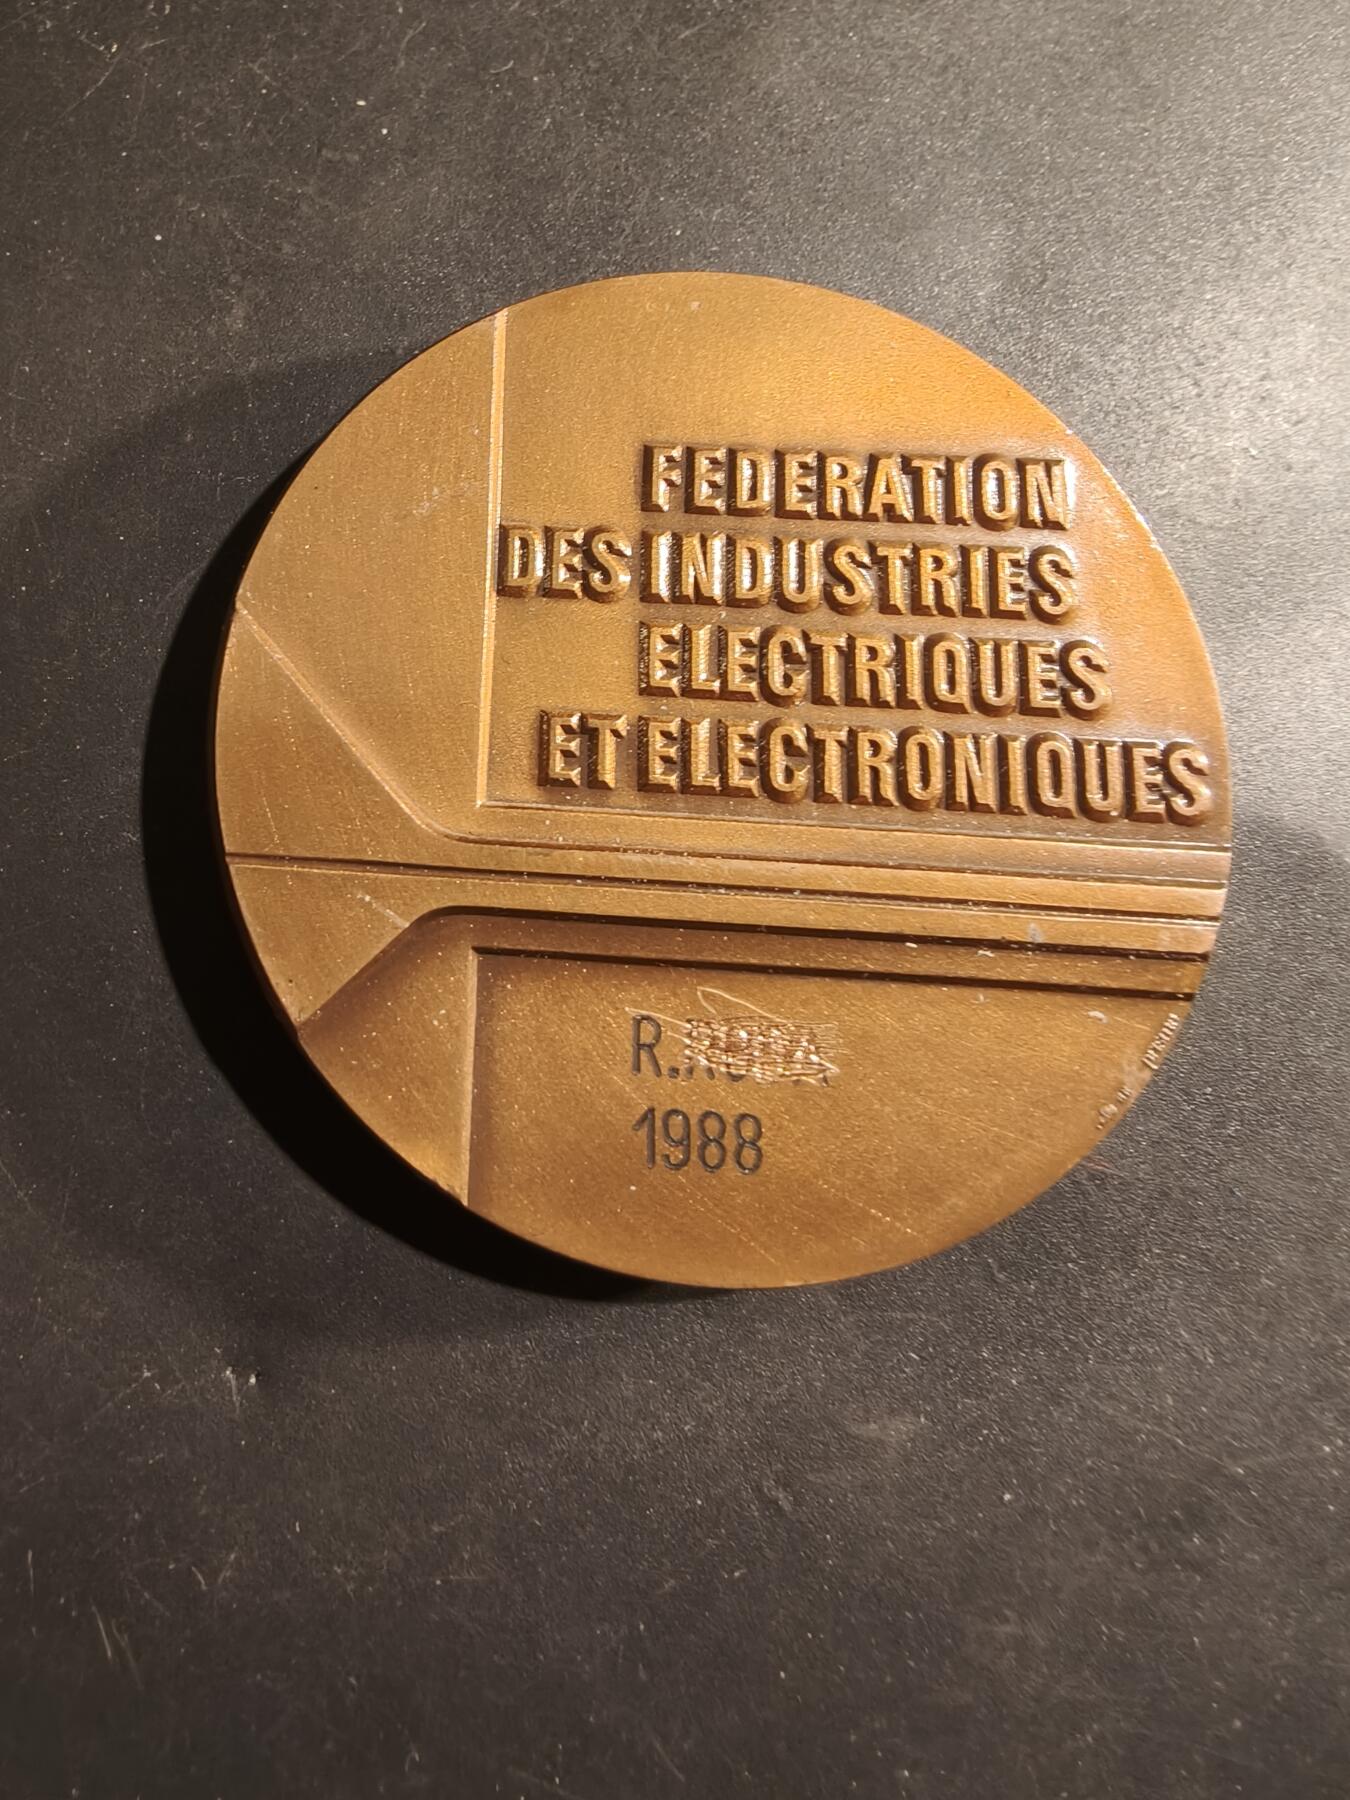 FEDERATION
DES INDUSTRIES
ELECTRIQUES
ET ELECTRONIQUES
R.
1988